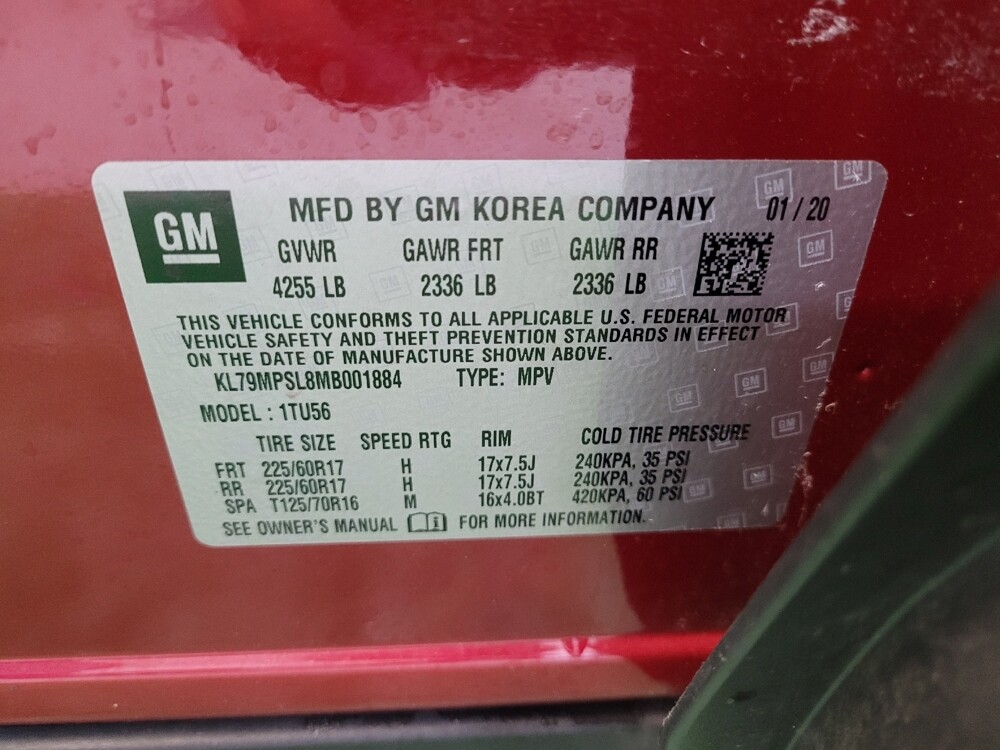 GM
MFD BY GM KOREA COMPANY 01/20
GVWR GAWR FRT GAWR RR
4255 LB 2336 LB 2336 LB
THIS VEHICLE CONFORMS TO ALL APPLICABLE U.S. FEDERAL MOTOR
VEHICLE SAFETY AND THEFT PREVENTION STANDARDS IN EFFECT
ON THE DATE OF MANUFACTURE SHOWN ABOVE.
KL79MPSL8MB001884 TYPE: MPV
MODEL : 1TU56
TIRE SIZE SPEED RTG RIM COLD TIRE PRESSURE
FRT 225/60R17 H 17x7.5J 240KPA, 35 PSI
RR 225/60R17 H 17x7.5J 240KPA, 35 PSI
SPA T125/70R16 M 16x4.0BT 420KPA, 60 PSI
SEE OWNER'S MANUAL FOR MORE INFORMATION.